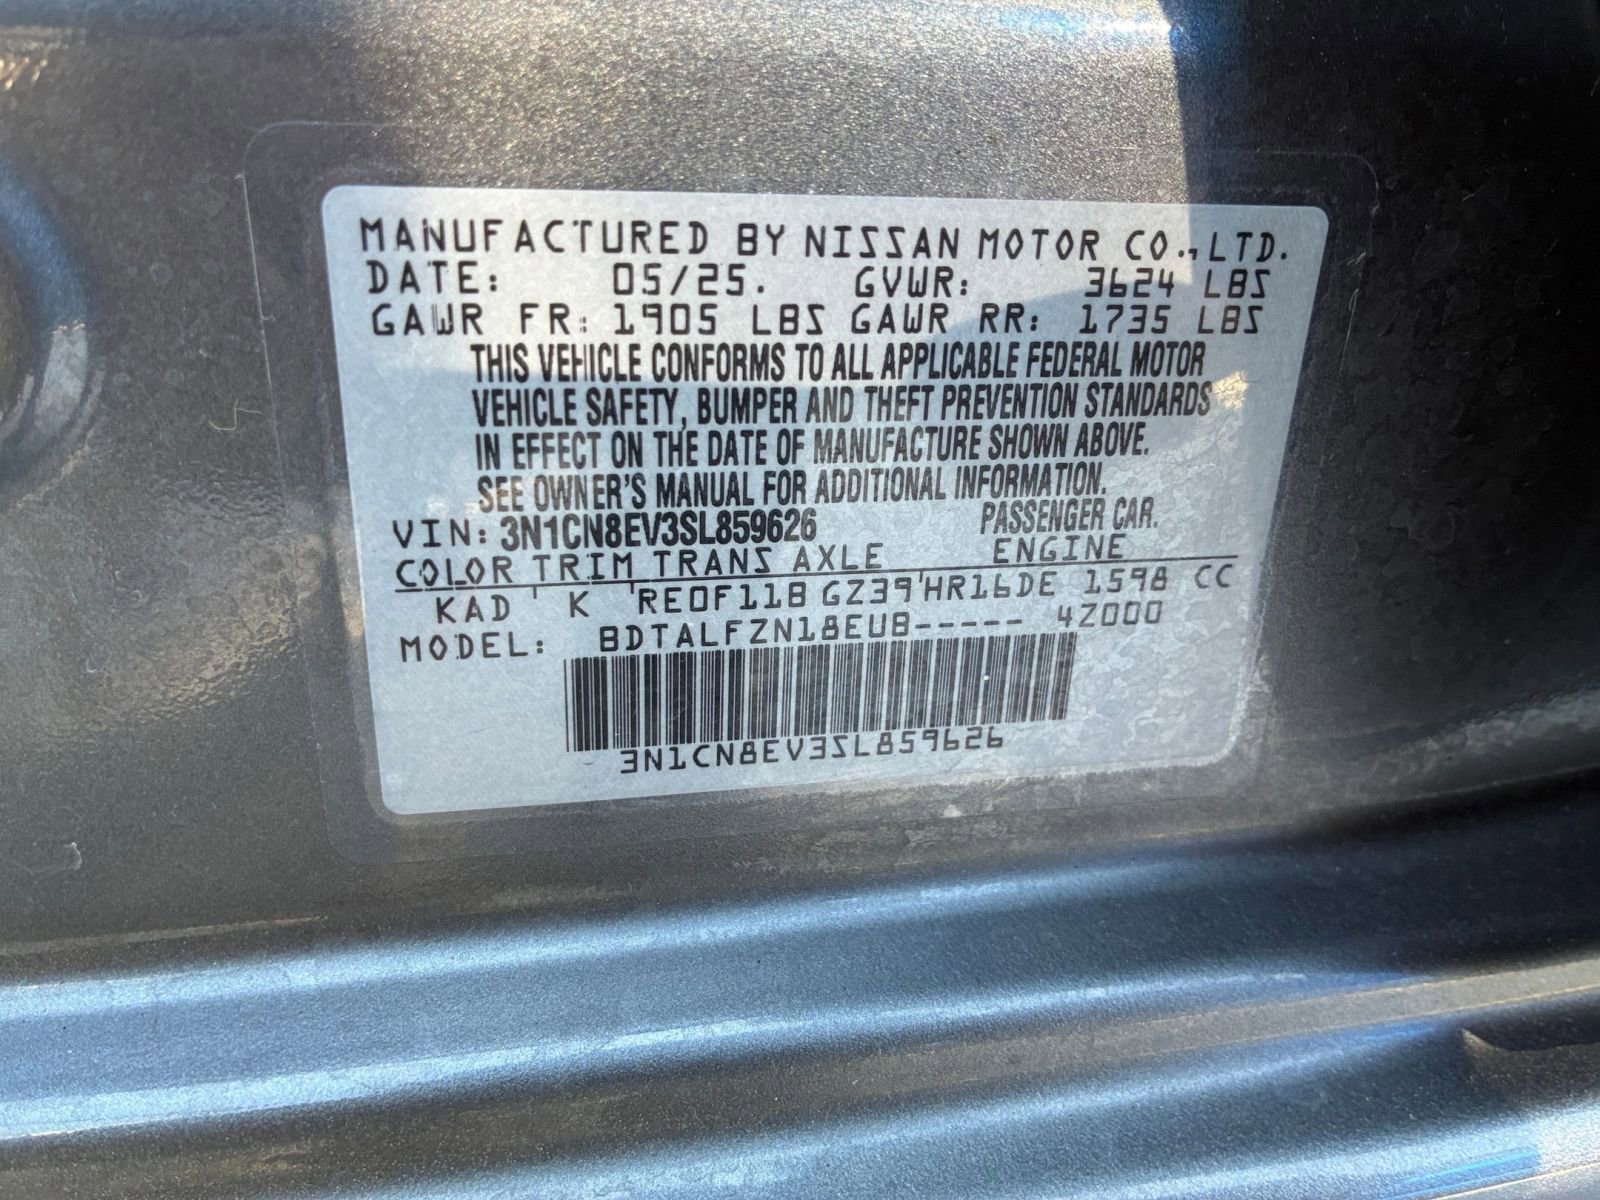 MANUFACTURED BY NISSAN MOTOR CO., LTD.
DATE: 05/25. GVWR: 3624 LBS
GAWR FR: 1905 LBS GAWR RR: 1735 LBS
THIS VEHICLE CONFORMS TO ALL APPLICABLE FEDERAL MOTOR
VEHICLE SAFETY, BUMPER AND THEFT PREVENTION STANDARDS
IN EFFECT ON THE DATE OF MANUFACTURE SHOWN ABOVE.
SEE OWNER'S MANUAL FOR ADDITIONAL INFORMATION.
VIN: 3N1CN8EV3SL859626 PASSENGER CAR.
COLOR TRIM TRANS AXLE ENGINE
KAD ' K ' RE0F11B GZ39 ' HR16DE 1598 CC
MODEL: BDTALFZN18EUB----- 4Z000
3N1CN8EV3SL859626